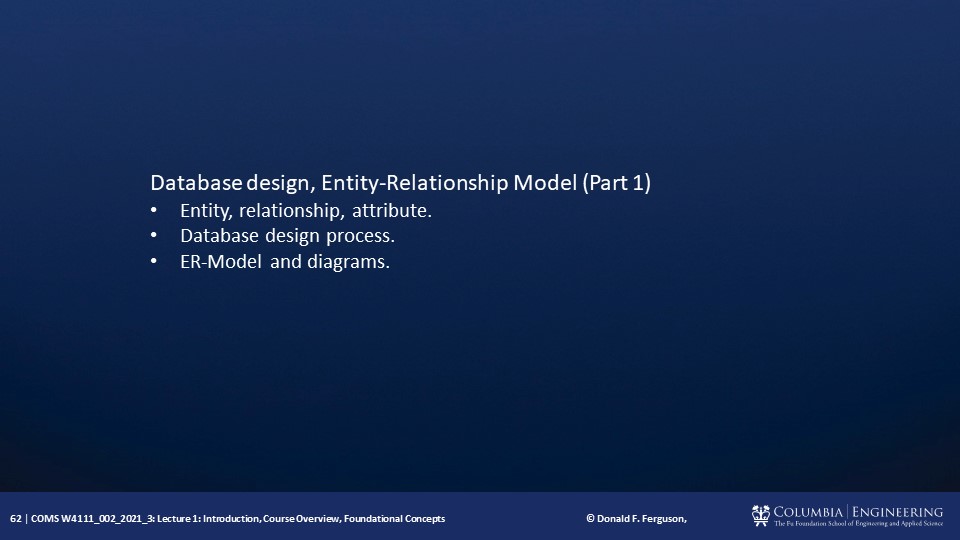 Database design, Entity-Relationship Model (Part 1)
• Entity, relationship, attribute.
• Database design process.
• ER-Model and diagrams.
62 | COMS W4111_002_2021_3: Lecture 1: Introduction, Course Overview, Foundational Concepts
© Donald F. Ferguson,
COLUMBIA | ENGINEERING
The Fu Foundation School of Engineering and Applied Science